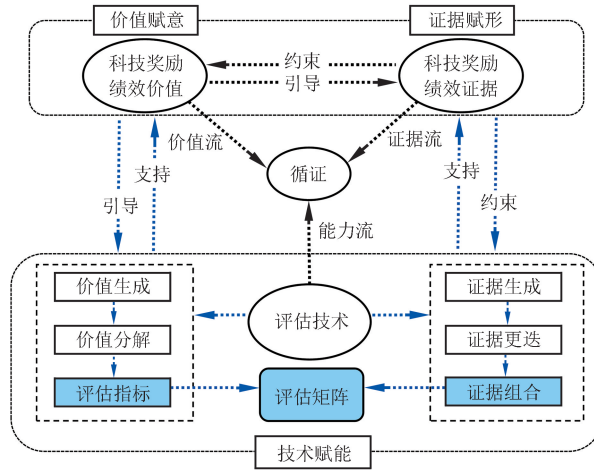 价值赋意
证据赋形
科技奖励
绩效价值
约束
引导
科技奖励
绩效证据
价值流
证据流
支持
循证
支持
引导
约束
能力流
价值生成
证据生成
评估技术
价值分解
证据更迭
评估指标
评估矩阵
证据组合
技术赋能